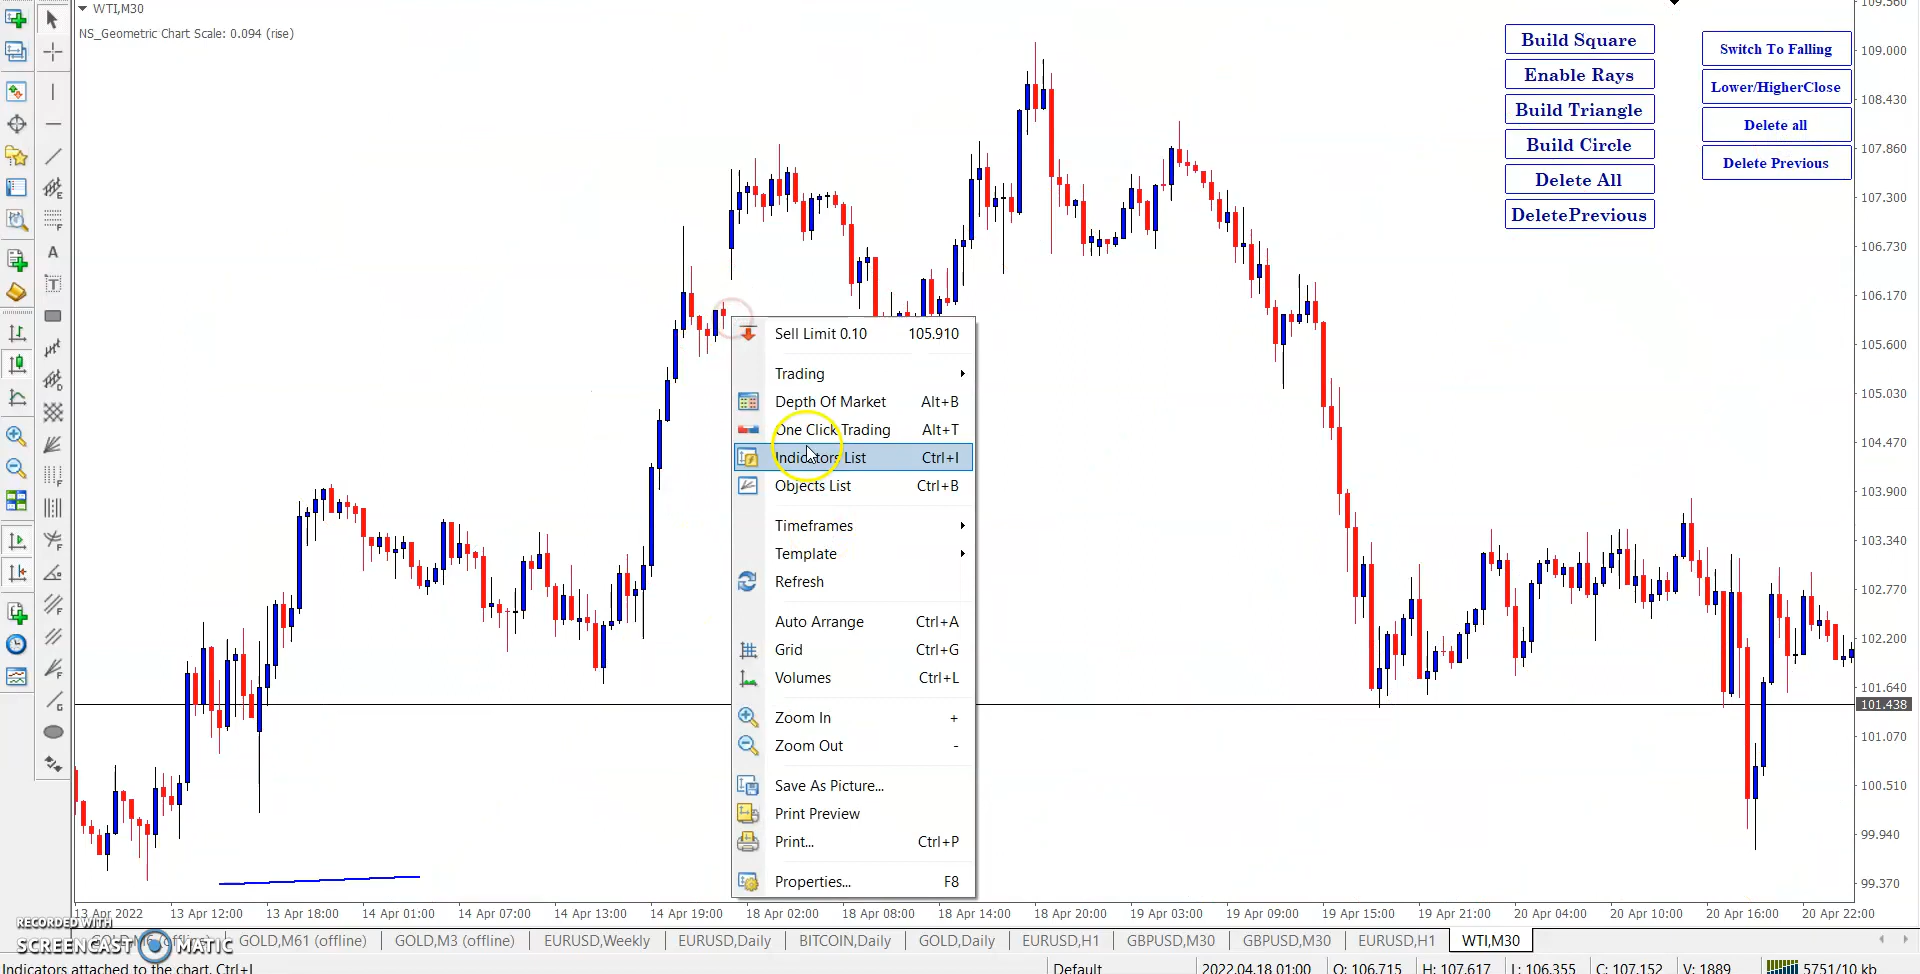 WTI,M30
NS_Geometric Chart Scale: 0.094 (rise)
Build Square
Enable Rays
Build Triangle
Build Circle
Delete All
DeletePrevious
Switch To Falling
Lower/HigherClose
Delete all
Delete Previous
109.560
109.000
108.430
107.860
107.300
106.730
106.170
105.600
105.030
104.470
103.900
103.340
102.770
102.200
101.640
101.438
101.070
100.510
99.940
99.370
Sell Limit 0.10 105.910
Trading
Depth Of Market Alt+B
One Click Trading Alt+T
Indicators List Ctrl+I
Objects List Ctrl+B
Timeframes
Template
Refresh
Auto Arrange Ctrl+A
Grid Ctrl+G
Volumes Ctrl+L
Zoom In +
Zoom Out -
Save As Picture...
Print Preview
Print... Ctrl+P
Properties... F8
13 Apr 2022 13 Apr 12:00 13 Apr 18:00 14 Apr 01:00 14 Apr 07:00 14 Apr 13:00 14 Apr 19:00 18 Apr 02:00 18 Apr 08:00 18 Apr 14:00 18 Apr 20:00 19 Apr 03:00 19 Apr 09:00 19 Apr 15:00 19 Apr 21:00 20 Apr 04:00 20 Apr 10:00 20 Apr 16:00 20 Apr 22:00
RECORDED WITH
SCREENCAST MATIC
GOLD,M61 (offline) GOLD,M3 (offline) EURUSD,Weekly EURUSD,Daily BITCOIN,Daily GOLD,Daily EURUSD,H1 GBPUSD,M30 GBPUSD,M30 EURUSD,H1 WTI,M30
Indicators attached to the chart, Ctrl+I Default 2022.04.18 01:00 O: 106.715 H: 107.617 L: 106.355 C: 107.152 V: 1889 5751/10 kb